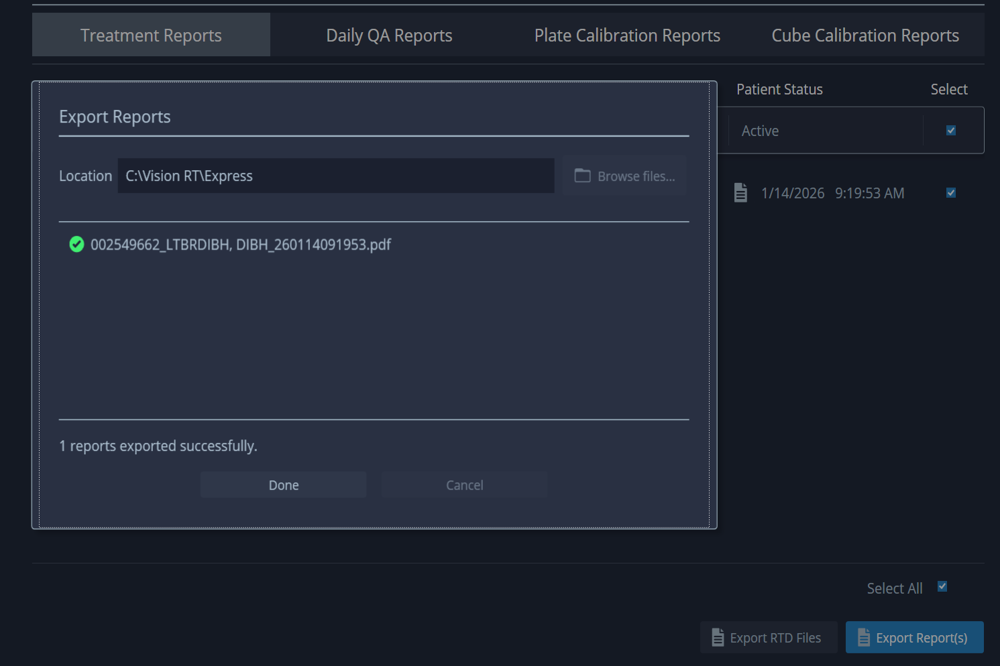 Treatment Reports Daily QA Reports Plate Calibration Reports Cube Calibration Reports
Patient Status Select
Export Reports
Active
Location C:\Vision RT\Express Browse files...
1/14/2026 9:19:53 AM
002549662_LTBRDIBH, DIBH_260114091953.pdf
1 reports exported successfully.
Done Cancel
Select All
Export RTD Files Export Report(s)